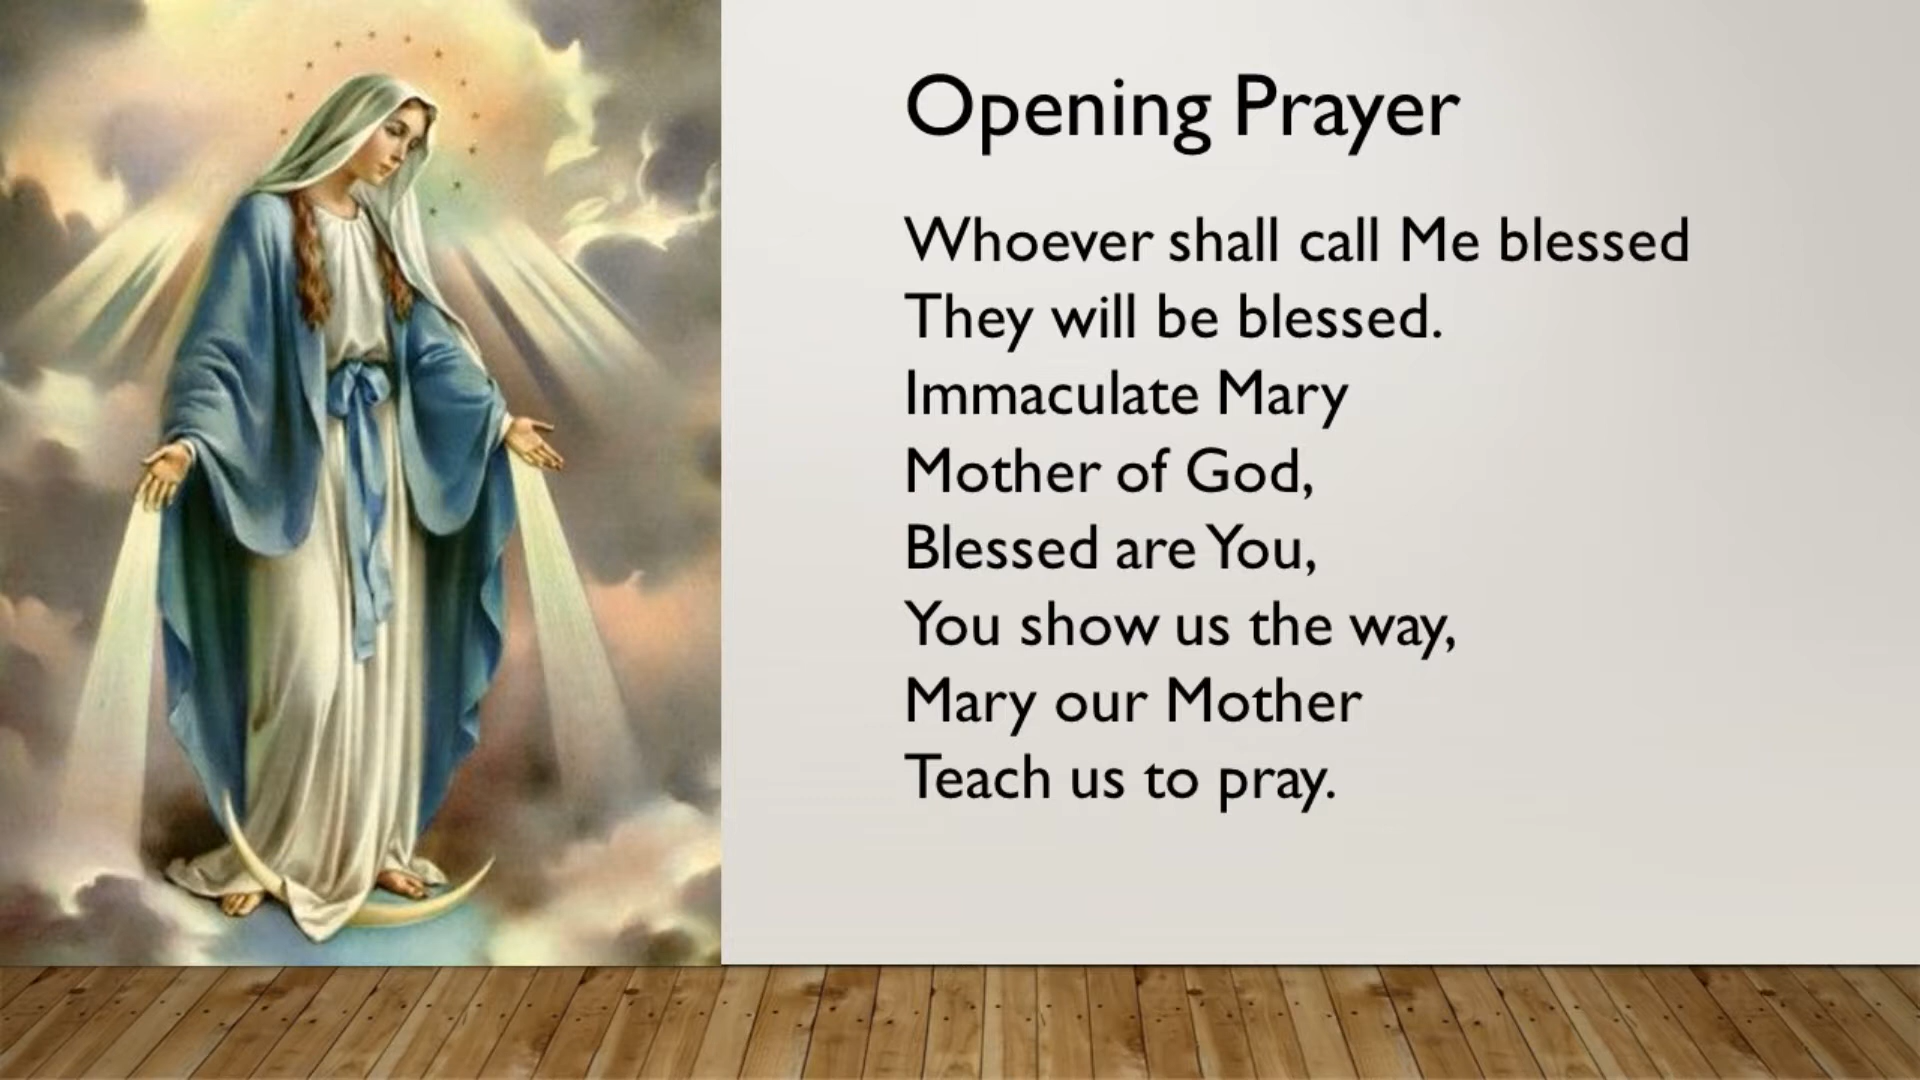 Opening Prayer
Whoever shall call Me blessed
They will be blessed.
Immaculate Mary
Mother of God,
Blessed are You,
You show us the way,
Mary our Mother
Teach us to pray.